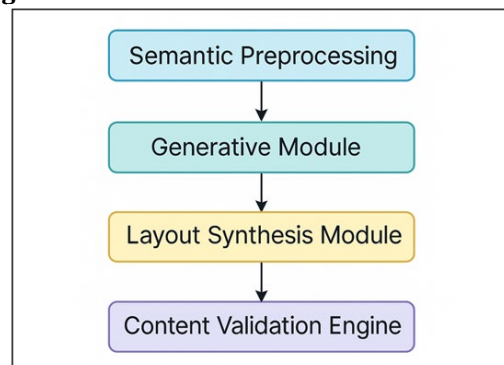 Semantic Preprocessing
Generative Module
Layout Synthesis Module
Content Validation Engine